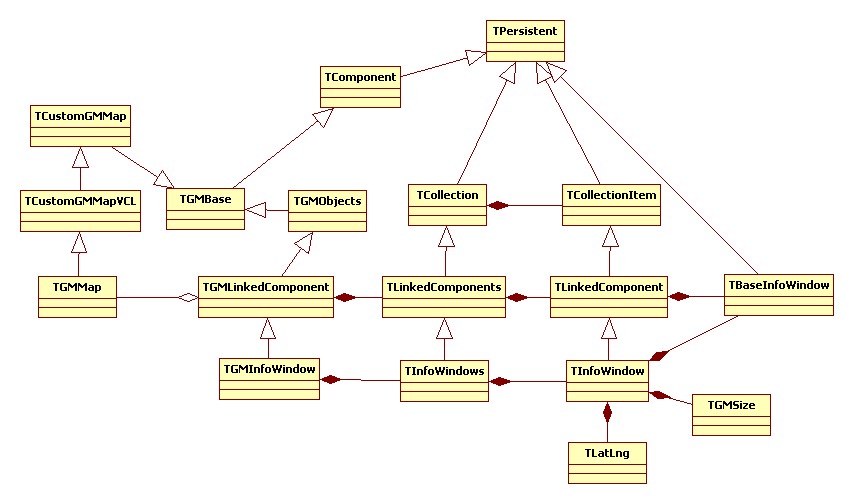 TPersistent
TComponent
TCustomGMMap
TCustomGMMapVCL
TGMBase
TGMObjects
TCollection
TCollectionItem
TGMMap
TGMLinkedComponent
TLinkedComponents
TLinkedComponent
TBaseInfoWindow
TGMInfoWindow
TInfoWindows
TInfoWindow
TGMSize
TLatLng